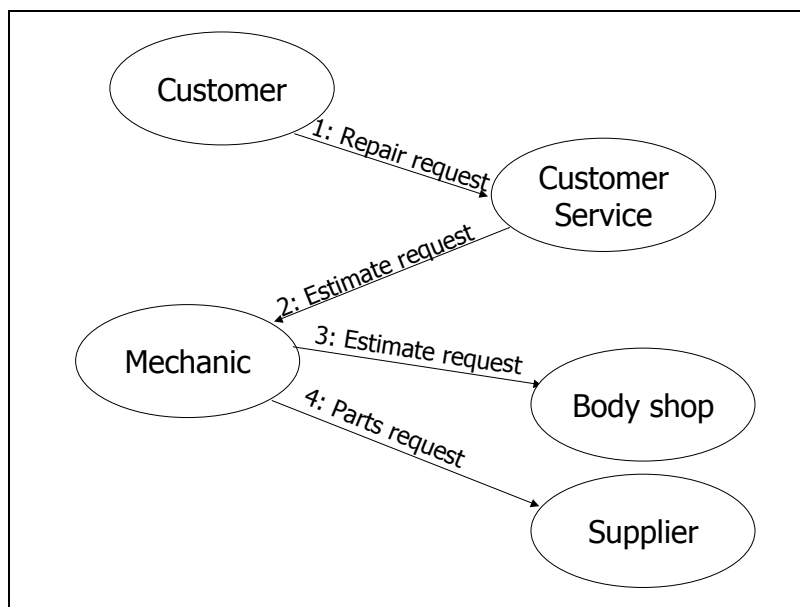 Customer
1: Repair request
Customer
Service
2: Estimate request
Mechanic
3: Estimate request
Body shop
4: Parts request
Supplier